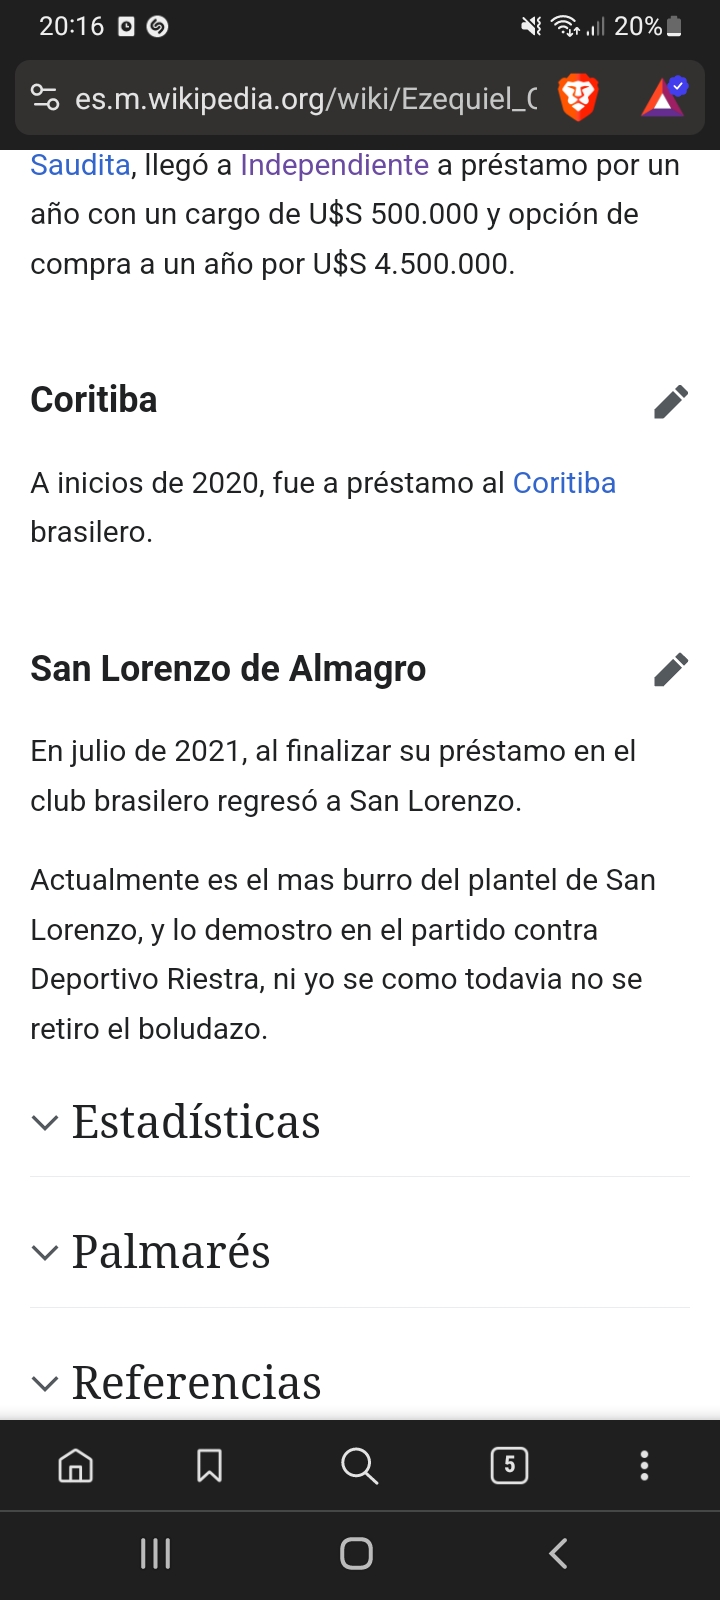 20:16
20%
es.m.wikipedia.org/wiki/Ezequiel_C
Saudita, llegó a Independiente a préstamo por un
año con un cargo de U$S 500.000 y opción de
compra a un año por U$S 4.500.000.
Coritiba
A inicios de 2020, fue a préstamo al Coritiba
brasilero.
San Lorenzo de Almagro
En julio de 2021, al finalizar su préstamo en el
club brasilero regresó a San Lorenzo.
Actualmente es el mas burro del plantel de San
Lorenzo, y lo demostro en el partido contra
Deportivo Riestra, ni yo se como todavia no se
retiro el boludazo.
Estadísticas
Palmarés
Referencias
5